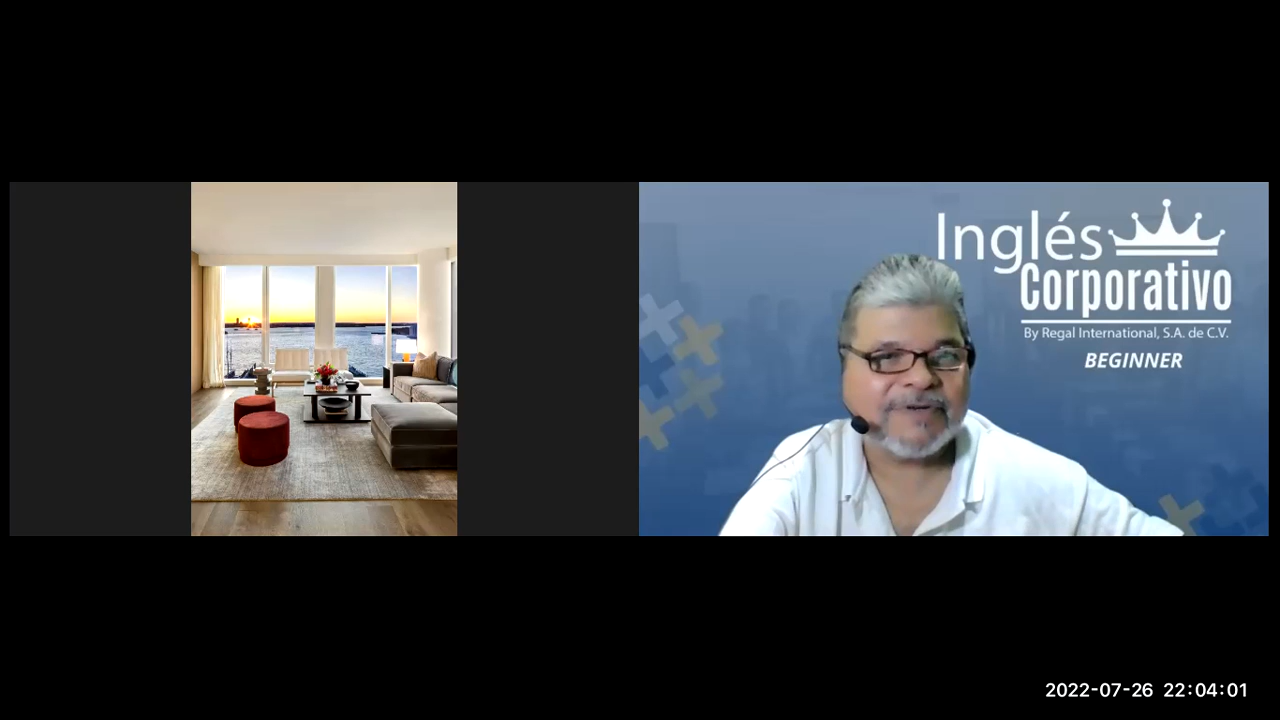 Inglés
Corporativo
By Regal International, S.A. de C.V.
BEGINNER
2022-07-26 22:04:01